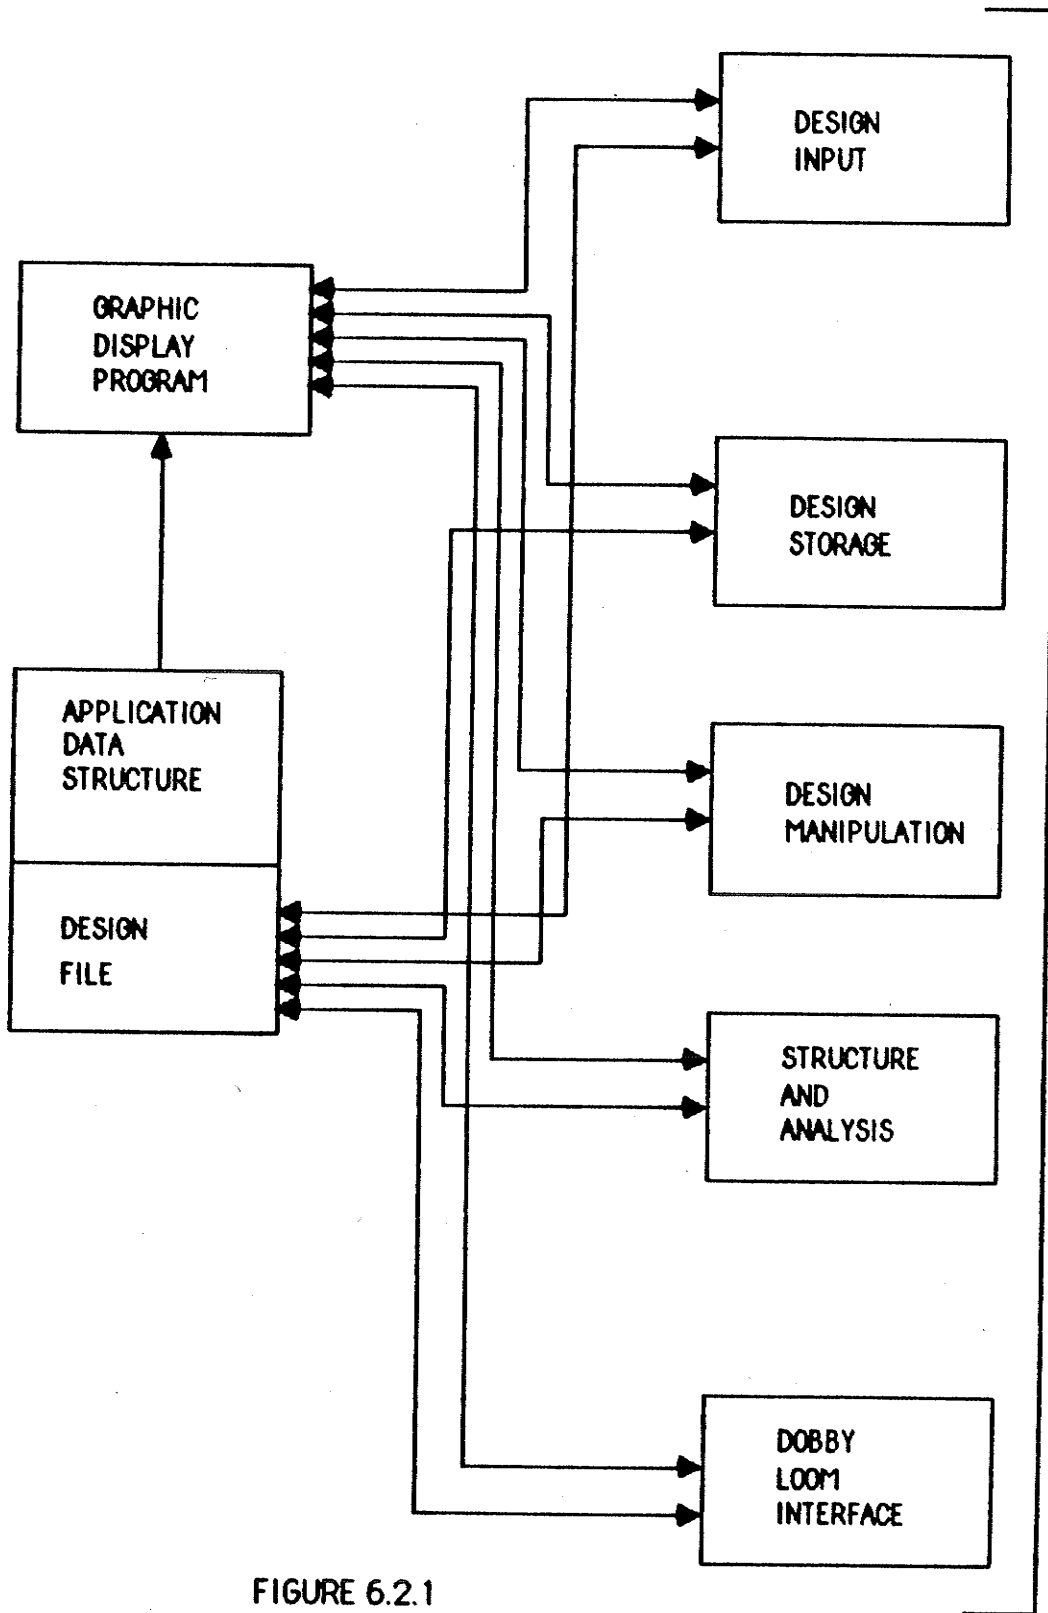 DESIGN
INPUT
GRAPHIC
DISPLAY
PROGRAM
DESIGN
STORAGE
APPLICATION
DATA
STRUCTURE
DESIGN
MANIPULATION
DESIGN
FILE
STRUCTURE
AND
ANALYSIS
DOBBY
LOOM
INTERFACE
FIGURE 6.2.1